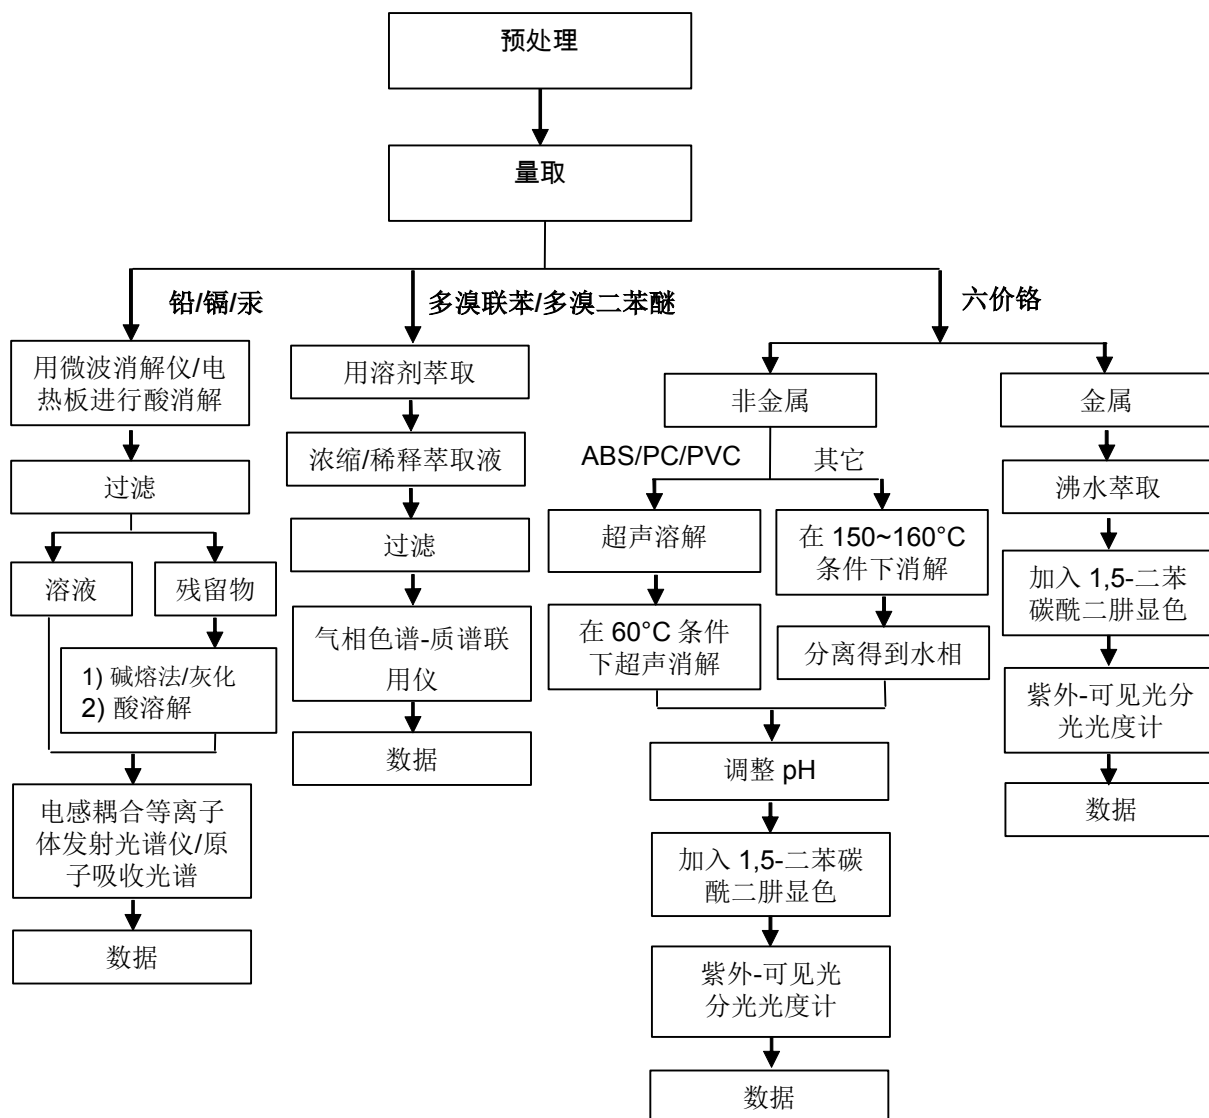 预处理
量取
铅/镉/汞
多溴联苯/多溴二苯醚
六价铬
用微波消解仪/电
热板进行酸消解
过滤
溶液
残留物
1) 碱熔法/灰化
2) 酸溶解
电感耦合等离子
体发射光谱仪/原
子吸收光谱
数据
用溶剂萃取
浓缩/稀释萃取液
过滤
气相色谱-质谱联
用仪
数据
非金属
ABS/PC/PVC
其它
超声溶解
在 60°C 条件
下超声消解
在 150~160°C
条件下消解
分离得到水相
调整 pH
加入 1,5-二苯碳
酰二肼显色
紫外-可见光
分光光度计
数据
金属
沸水萃取
加入 1,5-二苯
碳酰二肼显色
紫外-可见光分
光光度计
数据